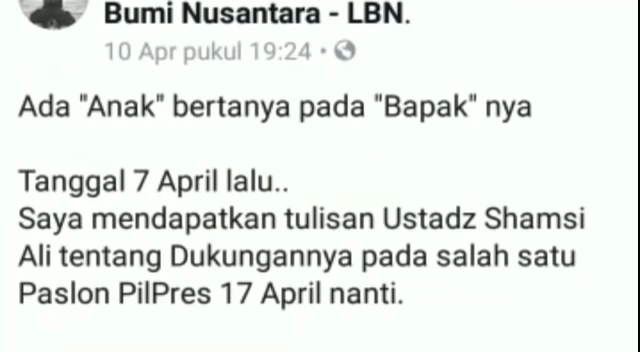 Bumi Nusantara - LBN.
10 Apr pukul 19:24 ·
Ada "Anak" bertanya pada "Bapak" nya
Tanggal 7 April lalu..
Saya mendapatkan tulisan Ustadz Shamsi
Ali tentang Dukungannya pada salah satu
Paslon PilPres 17 April nanti.